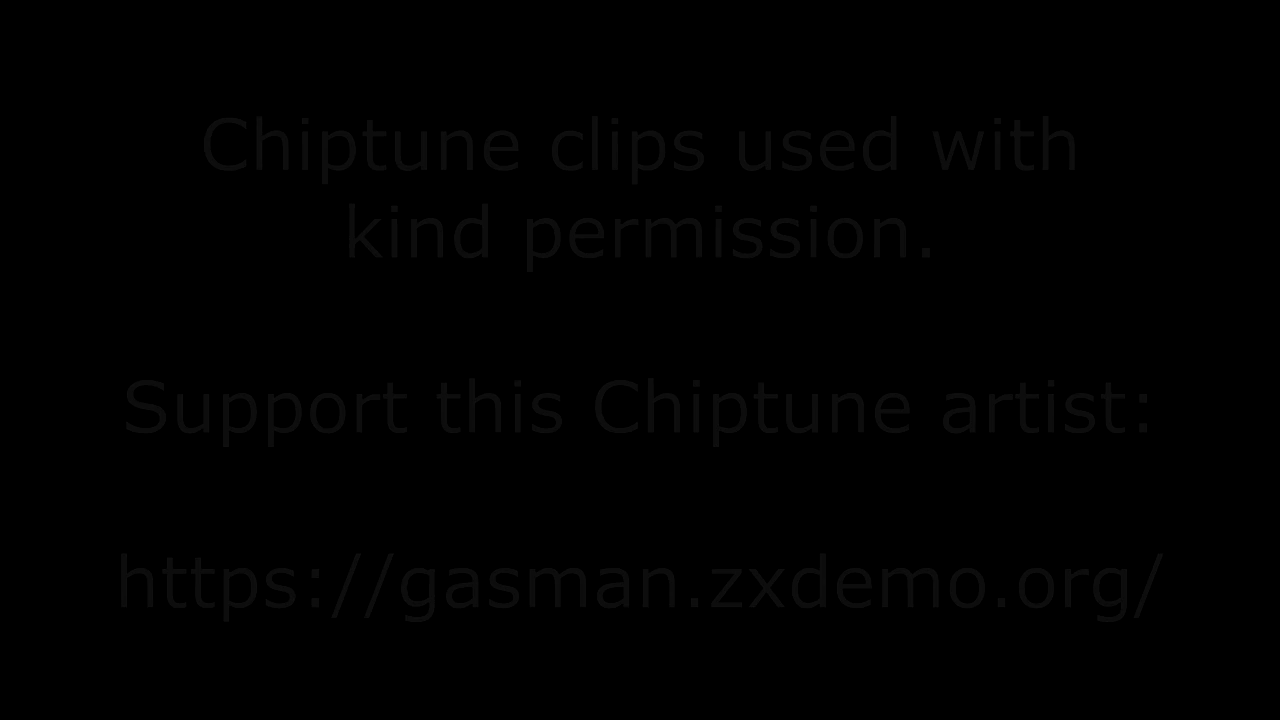 Chiptune clips used with
kind permission.
Support this Chiptune artist:
https://gasman.zxdemo.org/